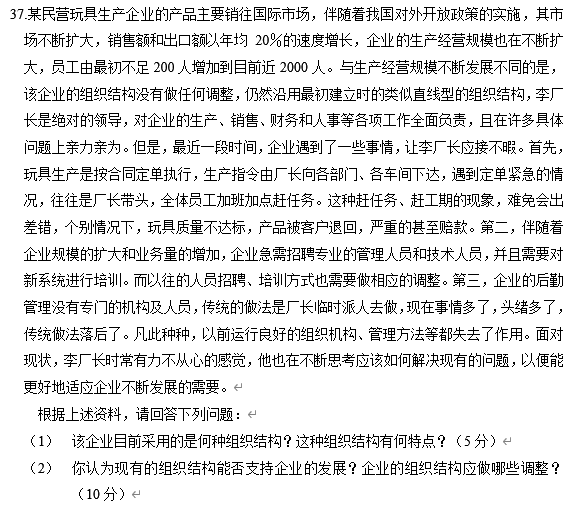 37.某民营玩具生产企业的产品主要销往国际市场，伴随着我国对外开放政策的实施，其市
场不断扩大，销售额和出口额以年均 20%的速度增长，企业的生产经营规模也在不断扩
大，员工由最初不足 200 人增加到目前近 2000 人。与生产经营规模不断发展不同的是，
该企业的组织结构没有做任何调整，仍然沿用最初建立时的类似直线型的组织结构，李厂
长是绝对的领导，对企业的生产、销售、财务和人事等各项工作全面负责，且在许多具体
问题上亲力亲为。但是，最近一段时间，企业遇到了一些事情，让李厂长应接不暇。首先，
玩具生产是按合同定单执行，生产指令由厂长向各部门、各车间下达，遇到定单紧急的情
况，往往是厂长带头，全体员工加班加点赶任务。这种赶任务、赶工期的现象，难免会出
差错，个别情况下，玩具质量不达标，产品被客户退回，严重的甚至赔款。第二，伴随着
企业规模的扩大和业务量的增加，企业急需招聘专业的管理人员和技术人员，并且需要对
新系统进行培训。而以往的人员招聘、培训方式也需要做相应的调整。第三，企业的后勤
管理没有专门的机构及人员，传统的做法是厂长临时派人去做，现在事情多了，头绪多了，
传统做法落后了。凡此种种，以前运行良好的组织机构、管理方法等都失去了作用。面对
现状，李厂长时常有力不从心的感觉，他也在不断思考应该如何解决现有的问题，以便能
更好地适应企业不断发展的需要。↵
根据上述资料，请回答下列问题：↵
（1） 该企业目前采用的是何种组织结构？这种组织结构有何特点？（5 分）↵
（2） 你认为现有的组织结构能否支持企业的发展？企业的组织结构应做哪些调整？
（10 分）↵